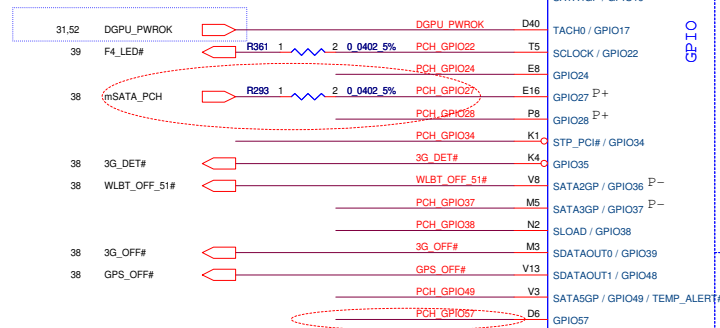 31,52 DGPU_PWROK DGPU_PWROK D40 TACH0 / GPIO17
39 F4_LED# R361 1 2 0_0402_5% PCH_GPIO22 T5 SCLOCK / GPIO22
PCH_GPIO24 E8 GPIO24
38 mSATA_PCH R293 1 2 0_0402_5% PCH_GPIO27 E16 GPIO27 P+
PCH_GPIO28 P8 GPIO28 P+
PCH_GPIO34 K1 STP_PCI# / GPIO34
38 3G_DET# 3G_DET# K4 GPIO35
38 WLBT_OFF_51# WLBT_OFF_51# V8 SATA2GP / GPIO36 P-
PCH_GPIO37 M5 SATA3GP / GPIO37 P-
PCH_GPIO38 N2 SLOAD / GPIO38
38 3G_OFF# 3G_OFF# M3 SDATAOUT0 / GPIO39
38 GPS_OFF# GPS_OFF# V13 SDATAOUT1 / GPIO48
PCH_GPIO49 V3 SATA5GP / GPIO49 / TEMP_ALERT#
PCH_GPIO57 D6 GPIO57
GPIO